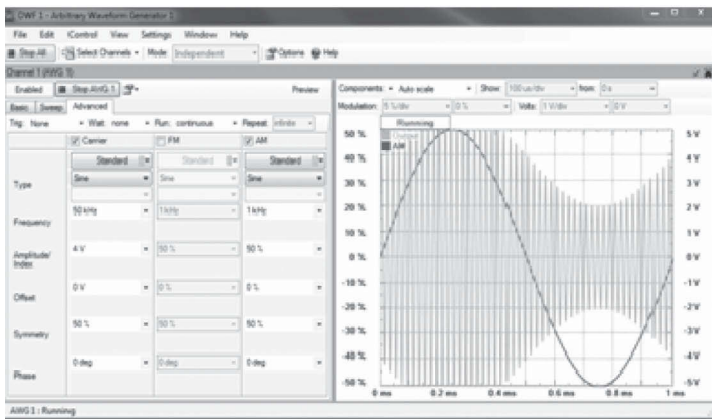 DWF 1 - Arbitrary Waveform Generator 1
File Edit Control View Settings Window Help
Stop All Select Channels Mode: Independent Options Help
Channel 1 (AWG 1)
Enabled Stop AWG 1 Preview
Basic Sweep Advanced
Trig: None Wait: none Run: continuous Repeat: infinite
Carrier FM AM
Standard Standard Standard
Type Sine Sine Sine
Frequency 50 kHz 1 kHz 1 kHz
Amplitude/
Index 4 V 50 % 50 %
Offset 0 V 0 % 0 %
Symmetry 50 % 50 % 50 %
Phase 0 deg 0 deg 0 deg
Components: Auto scale Show: 100 us/div from: 0 s
Modulation: 5 %/div 0 % Volts: 1 V/div 0 V
Running
Output
AM
50 % 5 V
40 % 4 V
30 % 3 V
20 % 2 V
10 % 1 V
0 % 0 V
-10 % -1 V
-20 % -2 V
-30 % -3 V
-40 % -4 V
-50 % -5 V
0 ms 0.2 ms 0.4 ms 0.6 ms 0.8 ms 1 ms
AWG 1: Running